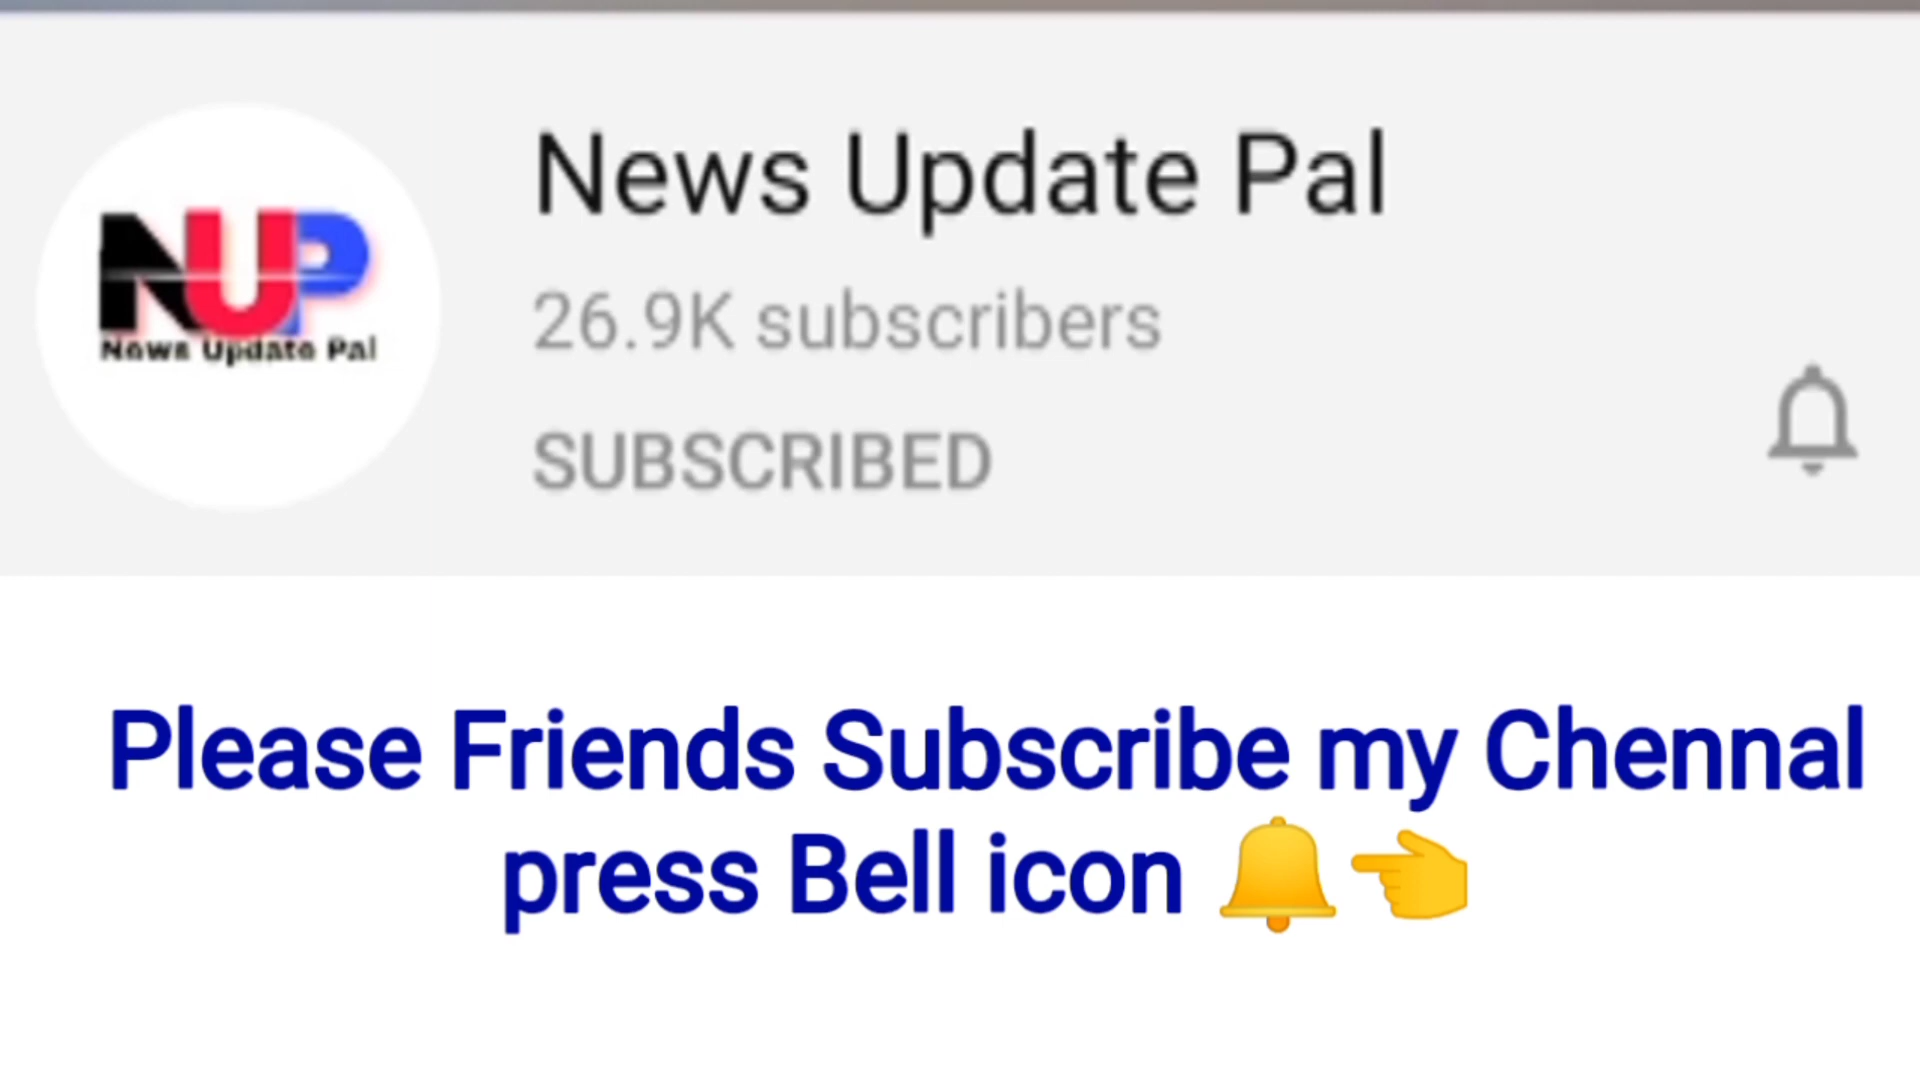 NUP
News Update Pal
News Update Pal
26.9K subscribers
SUBSCRIBED
Please Friends Subscribe my Chennal
press Bell icon 🔔👈